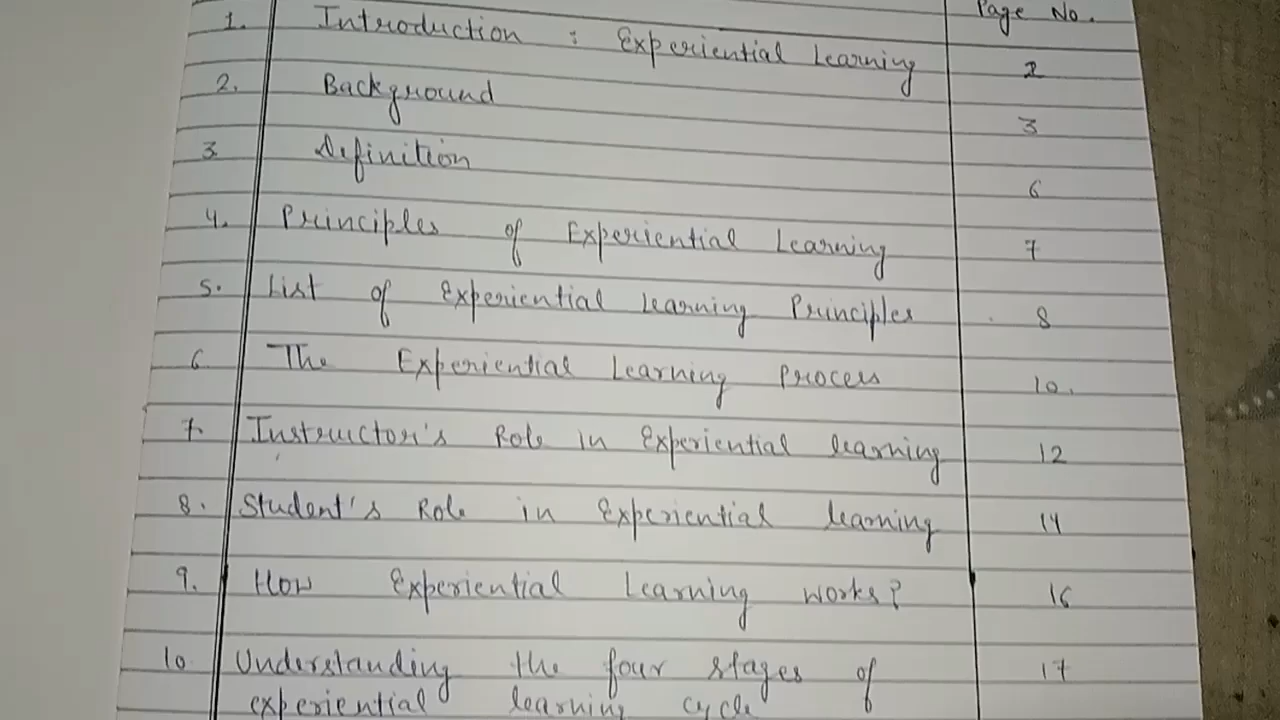 Page No.
1. Introduction : Experiential Learning 2
2. Background 3
3. Definition 6
4. Principles of Experiential Learning 7
5. List of Experiential Learning Principles 8
6 The Experiential Learning Process 10.
7. Instructor's Role in Experiential learning 12
8. Student's Role in Experiential learning 14
9. How Experiential Learning works? 16
10 Understanding the four stages of 17
experiential learning cycle